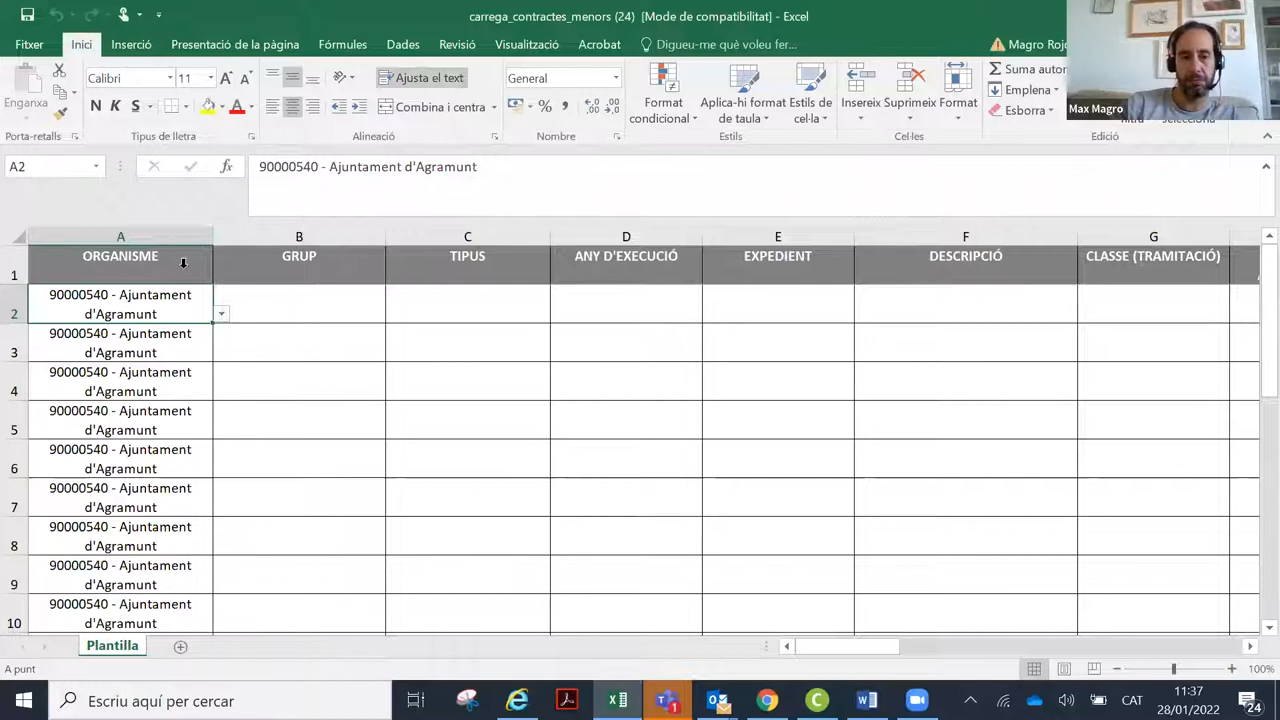 carrega_contractes_menors (24) [Mode de compatibilitat] - Excel
Fitxer Inici Inserció Presentació de la pàgina Fórmules Dades Revisió Visualització Acrobat Digueu-me què voleu fer... Magro Roj
Enganxa
Calibri 11
N K S
Ajusta el text
Combina i centra
General
Format condicional
Aplica-hi format de taula
Estils de cel·la
Insereix Suprimeix Format
Suma autom
Emplena
Esborra
Max Magro
Porta-retalls Tipus de lletra Alineació Nombre Estils Cel·les Edició
A2 fx 90000540 - Ajuntament d'Agramunt
A B C D E F G
1 ORGANISME GRUP TIPUS ANY D'EXECUCIÓ EXPEDIENT DESCRIPCIÓ CLASSE (TRAMITACIÓ)
90000540 - Ajuntament
2 d'Agramunt
90000540 - Ajuntament
3 d'Agramunt
90000540 - Ajuntament
4 d'Agramunt
90000540 - Ajuntament
5 d'Agramunt
90000540 - Ajuntament
6 d'Agramunt
90000540 - Ajuntament
7 d'Agramunt
90000540 - Ajuntament
8 d'Agramunt
90000540 - Ajuntament
9 d'Agramunt
90000540 - Ajuntament
10 d'Agramunt
Plantilla
A punt 100%
Escriu aquí per cercar
CAT
11:37
28/01/2022
24